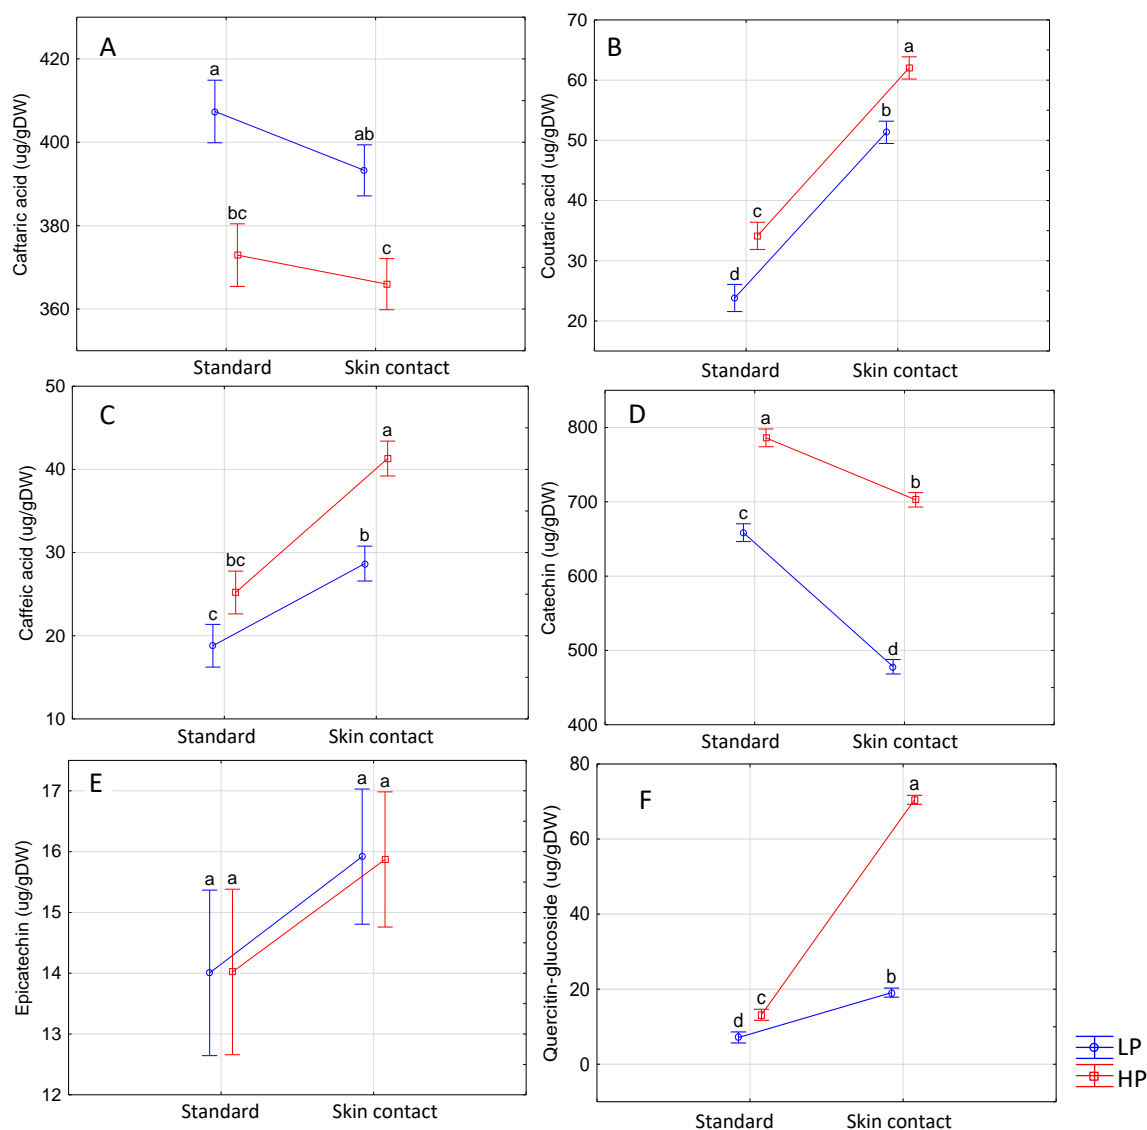 A
Caftaric acid (ug/gDW)
420
400
380
360
a
ab
bc
c
Standard
Skin contact
B
Coutaric acid (ug/gDW)
70
60
50
40
30
20
a
b
c
d
Standard
Skin contact
C
Caffeic acid (ug/gDW)
50
40
30
20
10
a
b
bc
c
Standard
Skin contact
D
Catechin (ug/gDW)
800
700
600
500
400
a
b
c
d
Standard
Skin contact
E
Epicatechin (ug/gDW)
17
16
15
14
13
12
a a
a a
Standard
Skin contact
F
Quercitin-glucoside (ug/gDW)
80
60
40
20
0
a
b
c
d
Standard
Skin contact
LP
HP